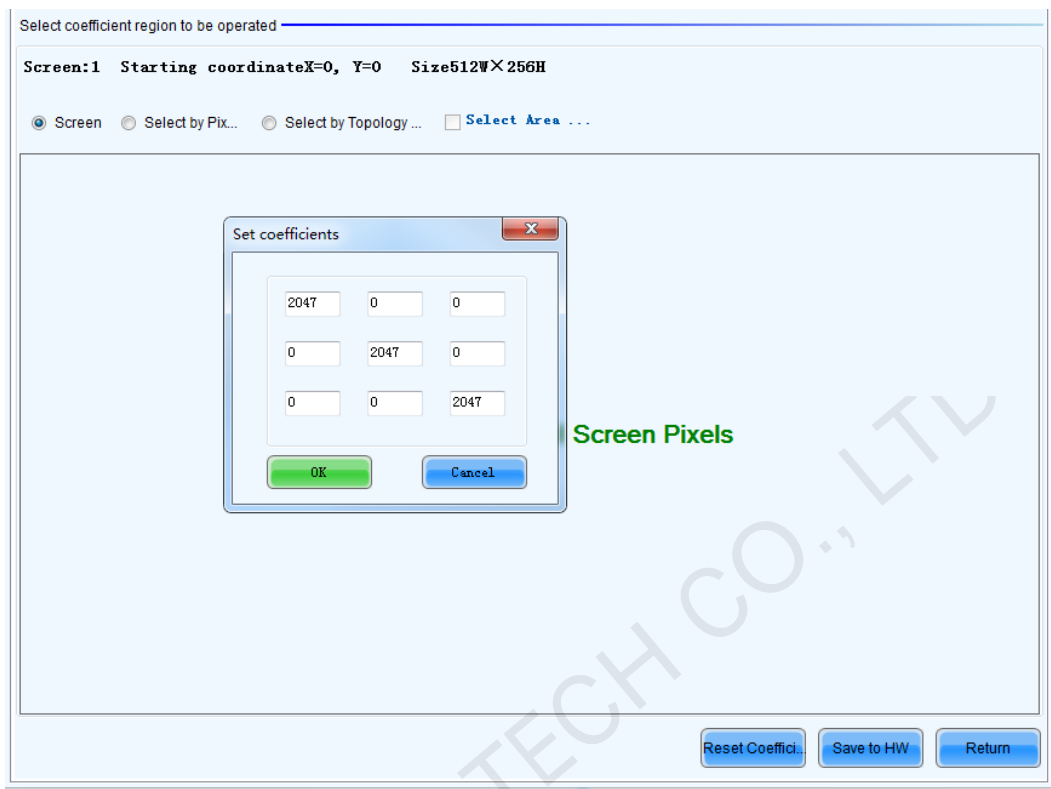 Select coefficient region to be operated
Screen:1 Starting coordinateX=0, Y=0 Size512W×256H
Screen Select by Pix... Select by Topology ... Select Area ...
Set coefficients
2047 0 0
0 2047 0
0 0 2047
Screen Pixels
OK Cancel
TECH CO., LTD
Reset Coeffici.. Save to HW Return